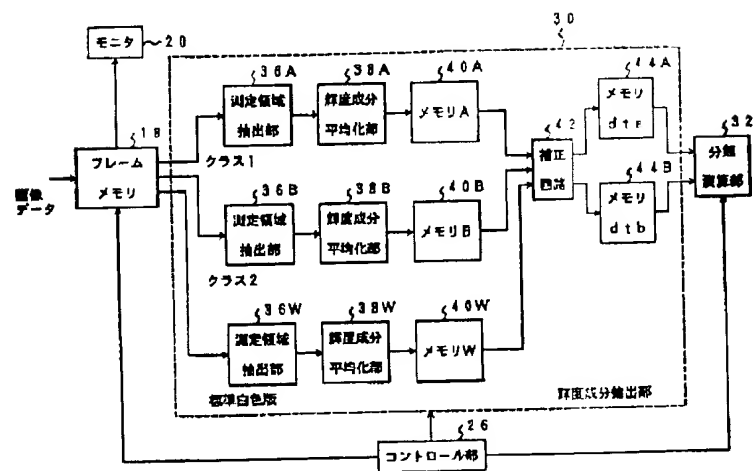 モニタ
20
30
36A
38A
40A
44A
測定領域
抽出部
輝度成分
平均化部
メモリA
メモリ
dta
18
フレーム
メモリ
クラス1
42
補正
回路
32
分類
演算部
画像
データ
36B
38B
40B
44B
測定領域
抽出部
輝度成分
平均化部
メモリB
メモリ
dtb
クラス2
36W
38W
40W
測定領域
抽出部
輝度成分
平均化部
メモリW
標準白色版
輝度成分抽出部
26
コントロール部